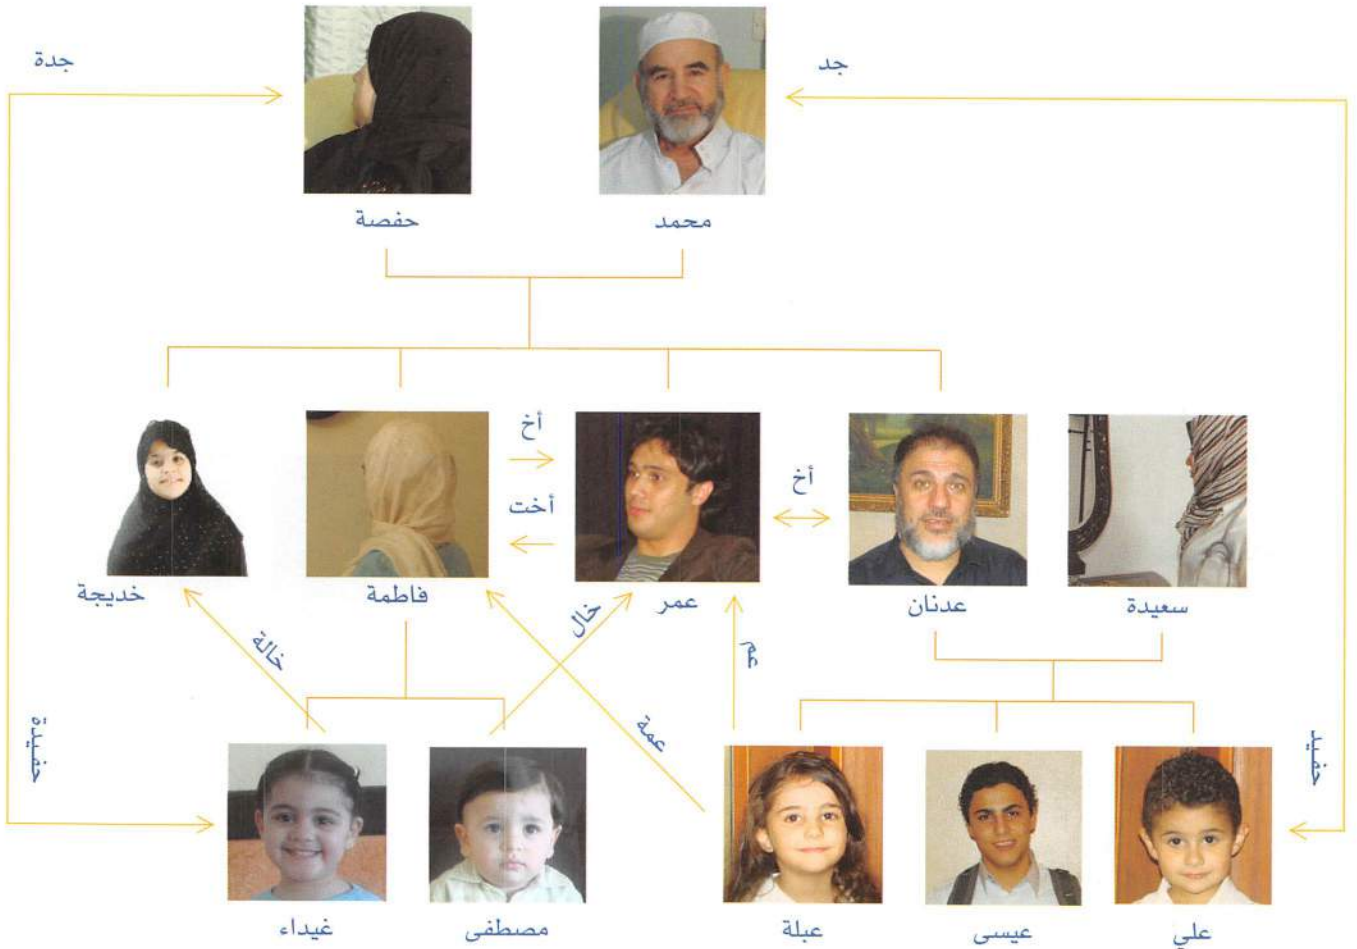 جد
جدة
محمد
حفصة
أخ
أخ
أخت
سعيدة
عدنان
عمر
فاطمة
خديجة
عم
خال
خالة
عمة
حفيد
حفيدة
علي
عيسى
عبلة
مصطفى
غيداء